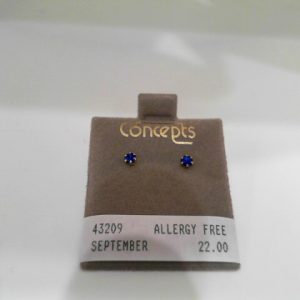 Concepts
43209 ALLERGY FREE
SEPTEMBER 22.00